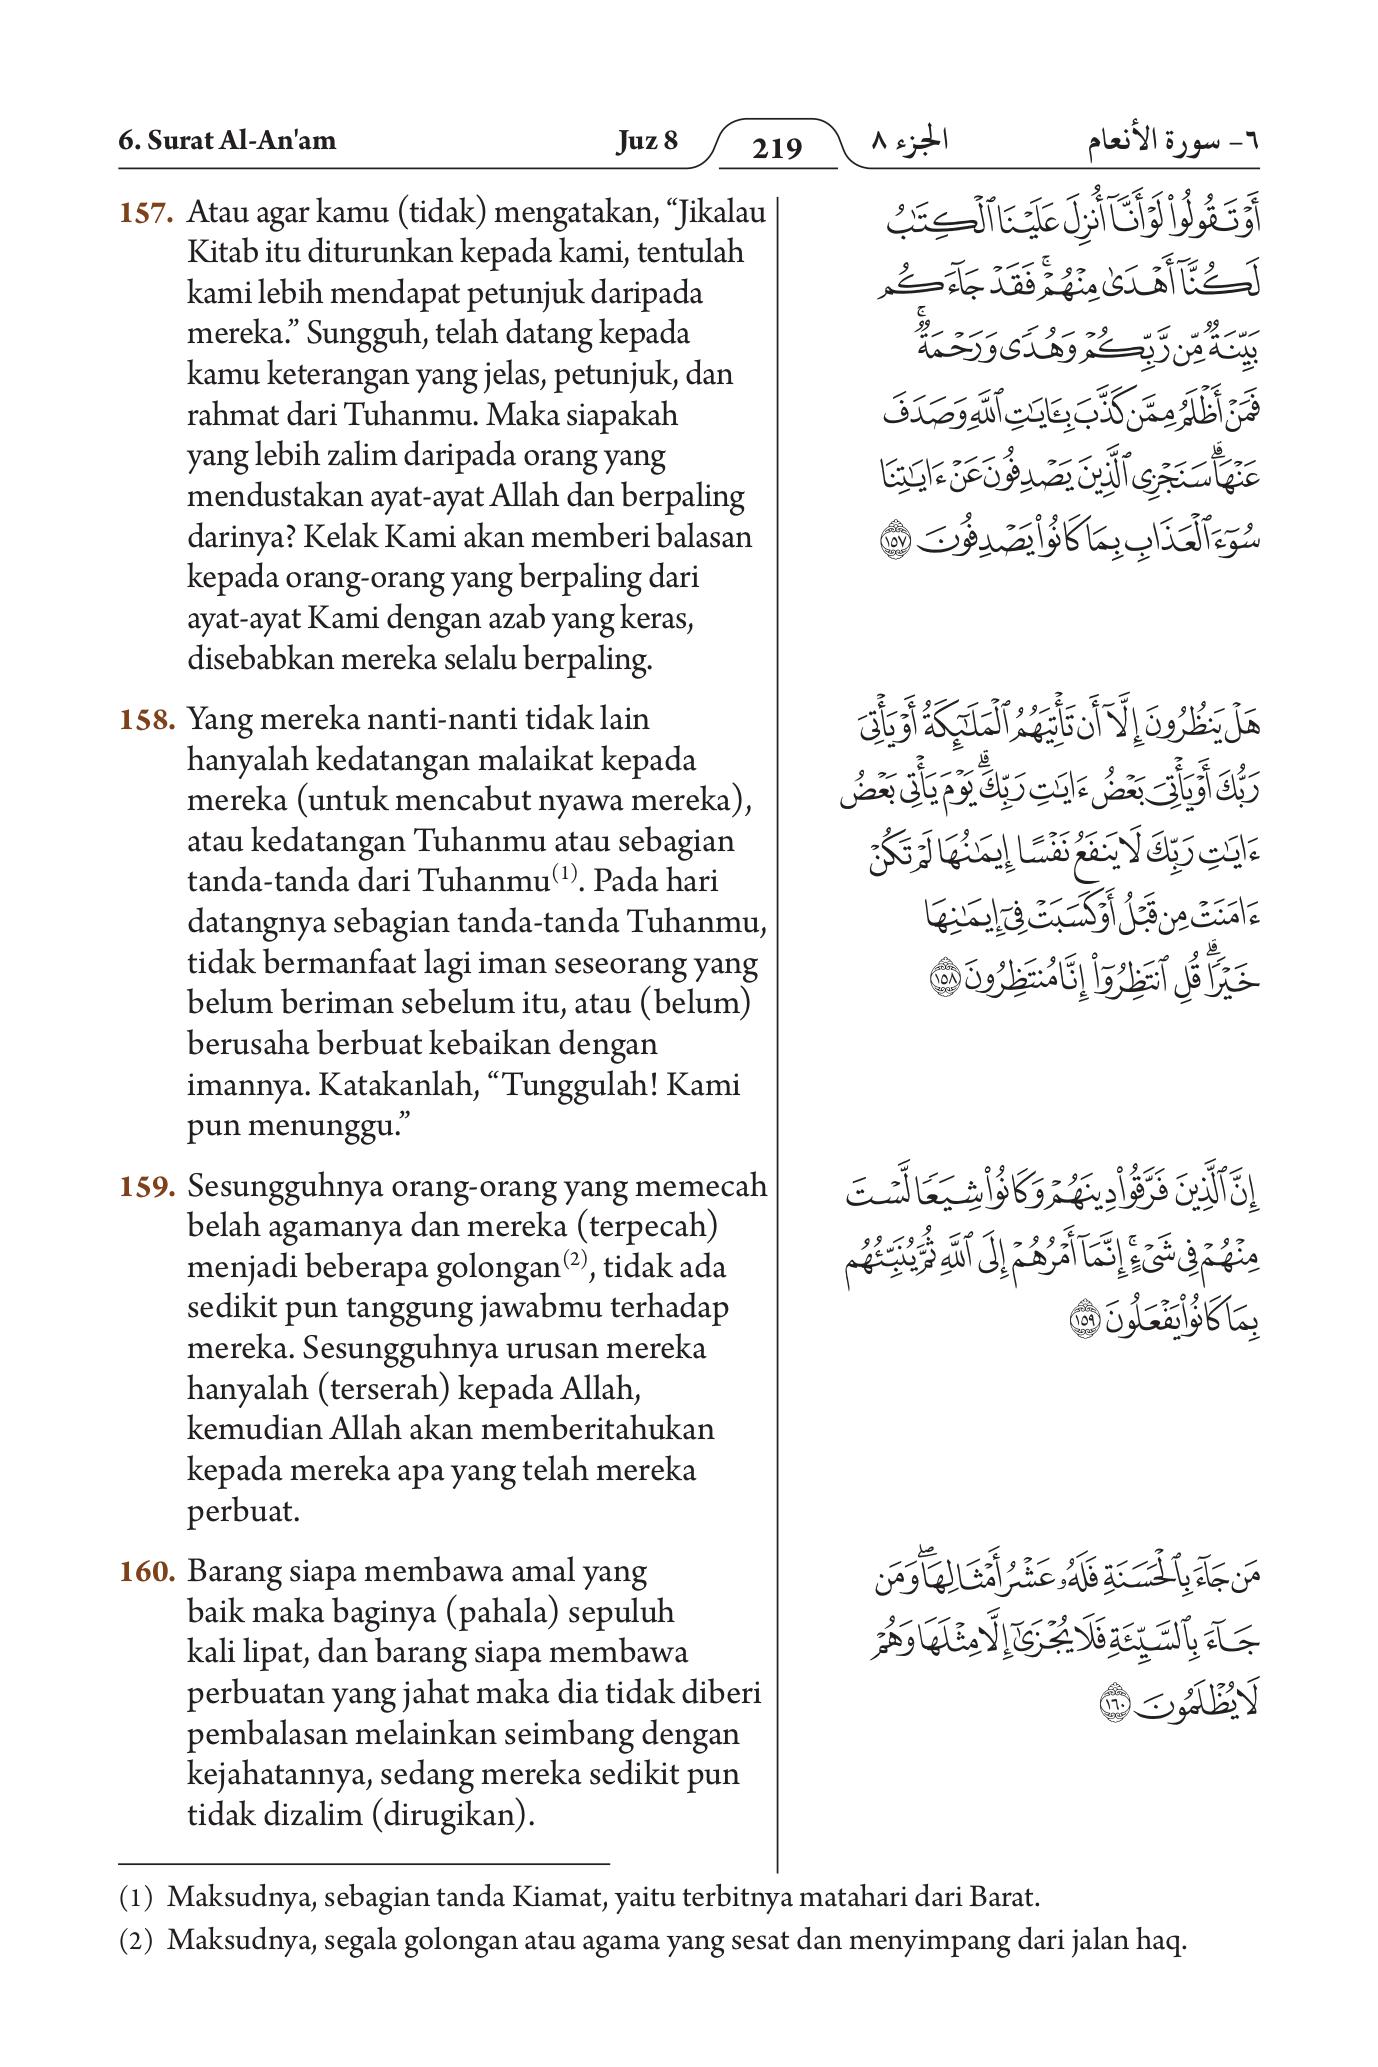 6. Surat Al-An'am
Juz 8
219
الجزء ٨
٦- سورة الأنعام
157. Atau agar kamu (tidak) mengatakan, “Jikalau
Kitab itu diturunkan kepada kami, tentulah
kami lebih mendapat petunjuk daripada
mereka.” Sungguh, telah datang kepada
kamu keterangan yang jelas, petunjuk, dan
rahmat dari Tuhanmu. Maka siapakah
yang lebih zalim daripada orang yang
mendustakan ayat-ayat Allah dan berpaling
darinya? Kelak Kami akan memberi balasan
kepada orang-orang yang berpaling dari
ayat-ayat Kami dengan azab yang keras,
disebabkan mereka selalu berpaling.
158. Yang mereka nanti-nanti tidak lain
hanyalah kedatangan malaikat kepada
mereka (untuk mencabut nyawa mereka),
atau kedatangan Tuhanmu atau sebagian
tanda-tanda dari Tuhanmu(1). Pada hari
datangnya sebagian tanda-tanda Tuhanmu,
tidak bermanfaat lagi iman seseorang yang
belum beriman sebelum itu, atau (belum)
berusaha berbuat kebaikan dengan
imannya. Katakanlah, “Tunggulah! Kami
pun menunggu.”
159. Sesungguhnya orang-orang yang memecah
belah agamanya dan mereka (terpecah)
menjadi beberapa golongan(2), tidak ada
sedikit pun tanggung jawabmu terhadap
mereka. Sesungguhnya urusan mereka
hanyalah (terserah) kepada Allah,
kemudian Allah akan memberitahukan
kepada mereka apa yang telah mereka
perbuat.
160. Barang siapa membawa amal yang
baik maka baginya (pahala) sepuluh
kali lipat, dan barang siapa membawa
perbuatan yang jahat maka dia tidak diberi
pembalasan melainkan seimbang dengan
kejahatannya, sedang mereka sedikit pun
tidak dizalim (dirugikan).
أَوۡ تَقُولُواْ لَوۡ أَنَّآ أُنزِلَ عَلَيۡنَا ٱلۡكِتَٰبُ
لَكُنَّآ أَهۡدَىٰ مِنۡهُمۡۚ فَقَدۡ جَآءَكُم
بَيِّنَةٞ مِّن رَّبِّكُمۡ وَهُدٗى وَرَحۡمَةٞۚ
فَمَنۡ أَظۡلَمُ مِمَّن كَذَّبَ بِـَٔايَٰتِ ٱللَّهِ وَصَدَفَ
عَنۡهَاۗ سَنَجۡزِي ٱلَّذِينَ يَصۡدِفُونَ عَنۡ ءَايَٰتِنَا
سُوٓءَ ٱلۡعَذَابِ بِمَا كَانُواْ يَصۡدِفُونَ ١٥٧
هَلۡ يَنظُرُونَ إِلَّآ أَن تَأۡتِيَهُمُ ٱلۡمَلَٰٓئِكَةُ أَوۡ يَأۡتِيَ
رَبُّكَ أَوۡ يَأۡتِيَ بَعۡضُ ءَايَٰتِ رَبِّكَۗ يَوۡمَ يَأۡتِي بَعۡضُ
ءَايَٰتِ رَبِّكَ لَا يَنفَعُ نَفۡسًا إِيمَٰنُهَا لَمۡ تَكُنۡ
ءَامَنَتۡ مِن قَبۡلُ أَوۡ كَسَبَتۡ فِيٓ إِيمَٰنِهَا
خَيۡرٗاۗ قُلِ ٱنتَظِرُوٓاْ إِنَّا مُنتَظِرُونَ ١٥٨
إِنَّ ٱلَّذِينَ فَرَّقُواْ دِينَهُمۡ وَكَانُواْ شِيَعٗا لَّسۡتَ
مِنۡهُمۡ فِي شَيۡءٍۚ إِنَّمَآ أَمۡرُهُمۡ إِلَى ٱللَّهِ ثُمَّ يُنَبِّئُهُم
بِمَا كَانُواْ يَفۡعَلُونَ ١٥٩
مَن جَآءَ بِٱلۡحَسَنَةِ فَلَهُۥ عَشۡرُ أَمۡثَالِهَاۖ وَمَن
جَآءَ بِٱلسَّيِّئَةِ فَلَا يُجۡزَىٰٓ إِلَّا مِثۡلَهَا وَهُمۡ
لَا يُظۡلَمُونَ ١٦٠
(1) Maksudnya, sebagian tanda Kiamat, yaitu terbitnya matahari dari Barat.
(2) Maksudnya, segala golongan atau agama yang sesat dan menyimpang dari jalan haq.